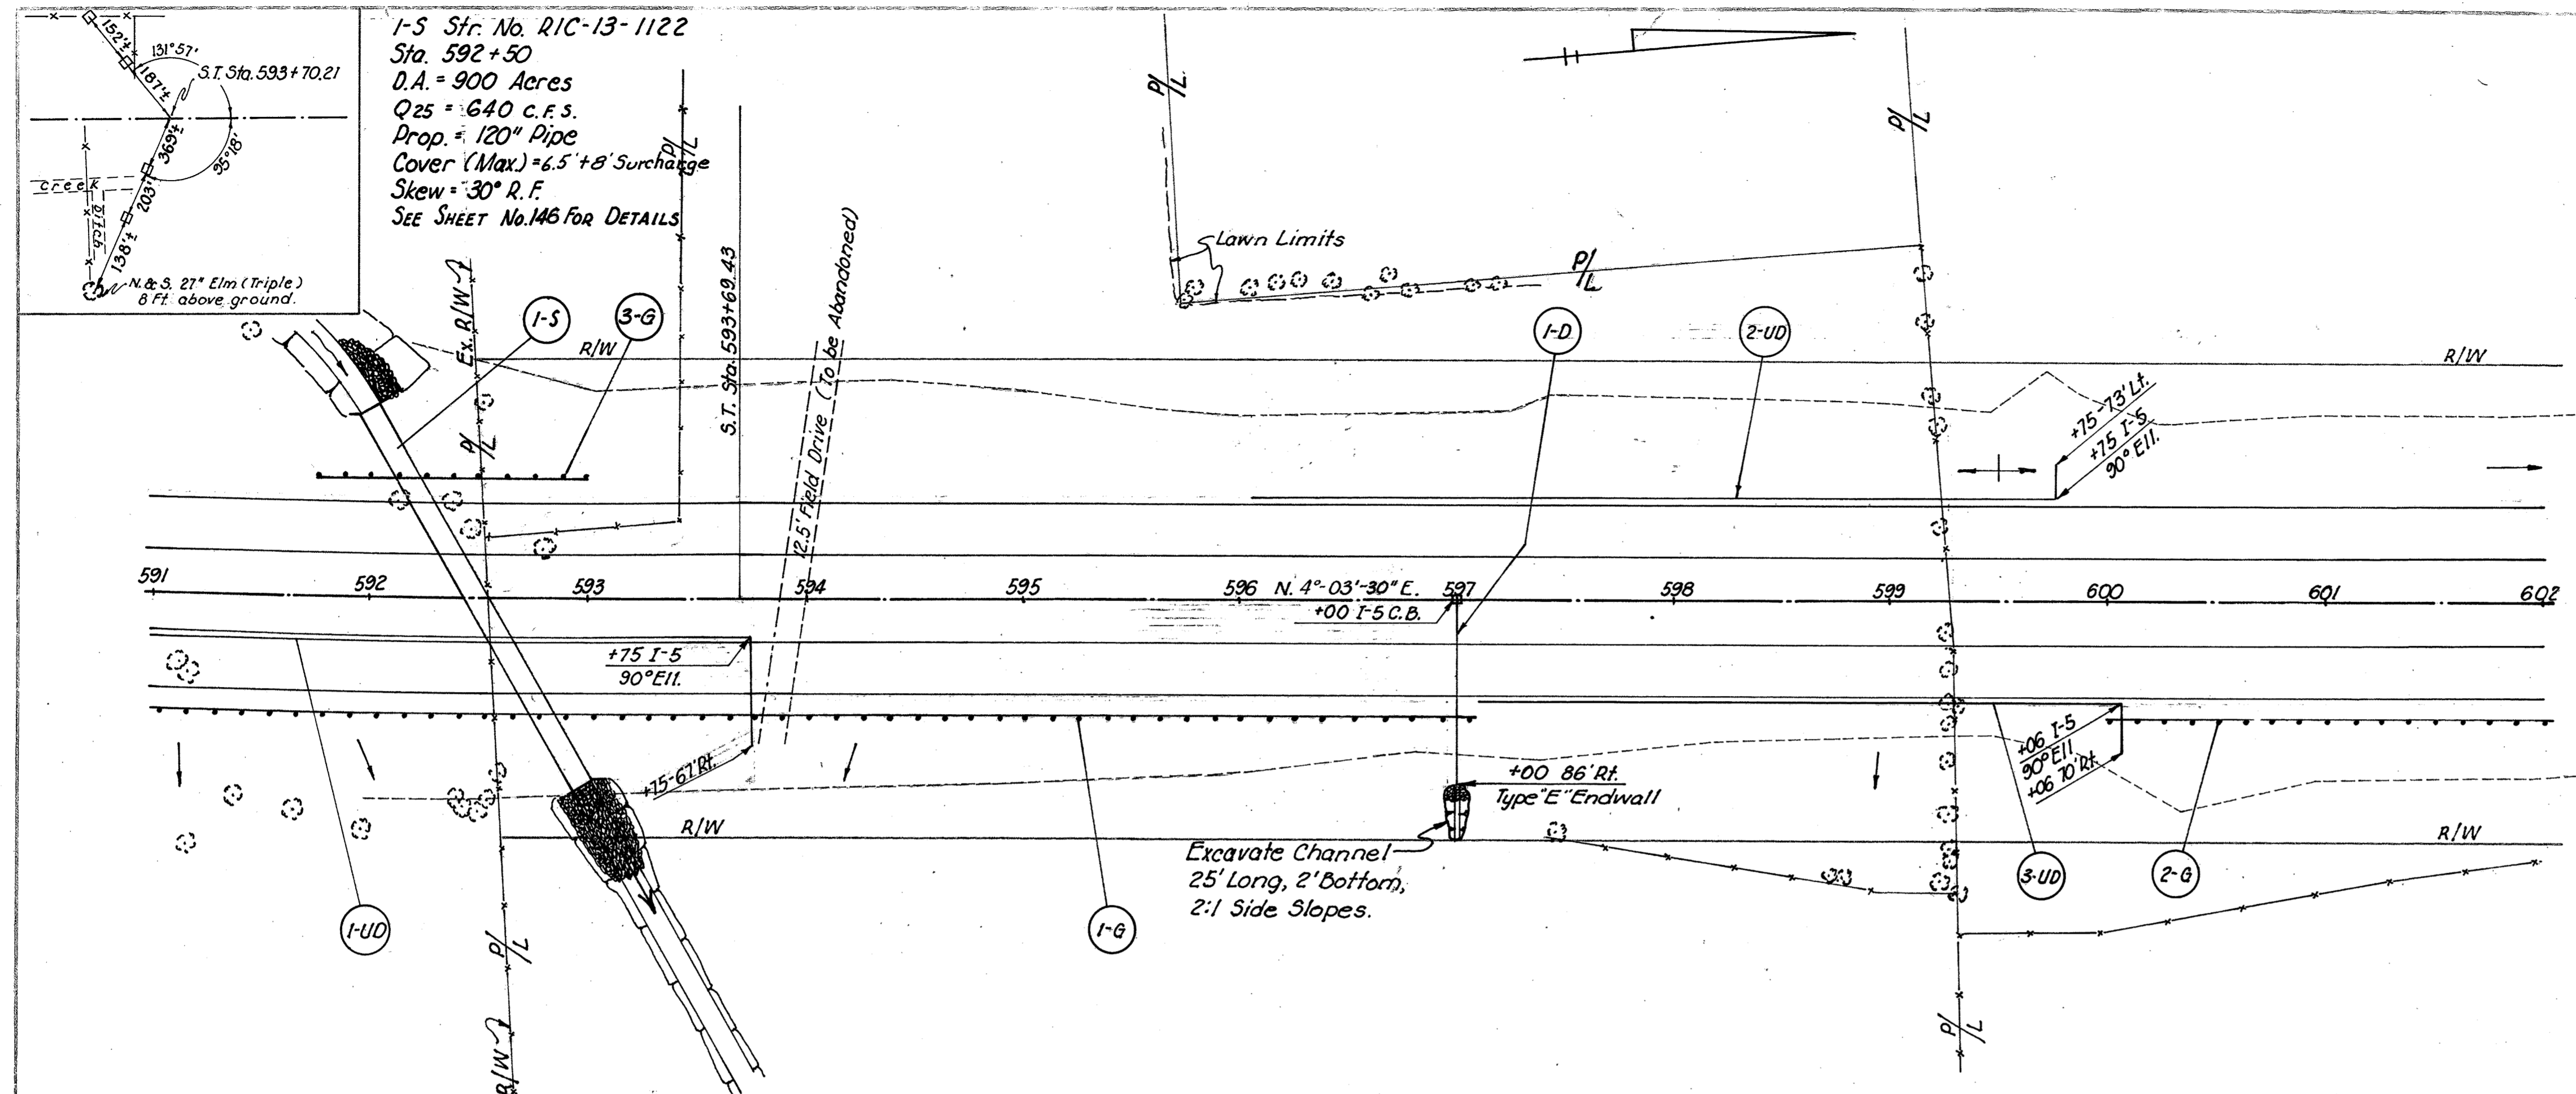 152'±
131°57'
187'±
S.T. Sta. 593+70.21
369'±
95°18'
Creek
203'
Ditch
138'±
N. & S. 27" Elm (Triple)
8 Ft. above ground.
1-S Str. No. RIC-13-1122
Sta. 592+50
D.A. = 900 Acres
Q25 = 640 C.F.S.
Prop. = 120" Pipe
Cover (Max.) = 6.5'+8' Surcharge
Skew = 30° R.F.
SEE SHEET No.146 FOR DETAILS
P/L
P/L
P/L
Lawn Limits
P/L
Ex. R/W
1-S
3-G
R/W
S.T. Sta. 593+69.43
12.5' Field Drive (To be Abandoned)
1-D
2-UD
R/W
P/L
+75-73' Lt.
+75 I-5
90° Ell.
591
592
593
594
595
596
N. 4°-03'-30" E.
597
598
599
600
601
602
+00 I-5 C.B.
+75 I-5
90° Ell.
+75-67' Rt.
+06 I-5
90° Ell
+06 70' Rt.
+00 86' Rt.
Type "E" Endwall
R/W
R/W
Excavate Channel
25' Long, 2' Bottom,
2:1 Side Slopes.
1-UD
1-G
3-UD
2-G
P/L
P/L
R/W